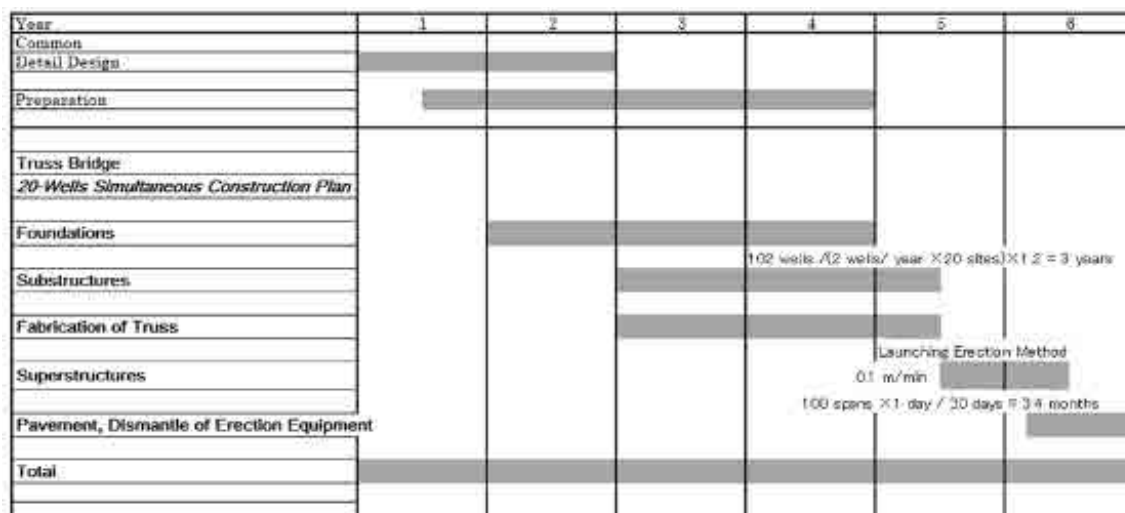 Year 1 2 3 4 5 6
Common
Detail Design
Preparation
Truss Bridge
20-Wells Simultaneous Construction Plan
Foundations
102 wells /(2 wells/ year ×20 sites)×1.2 = 3 years
Substructures
Fabrication of Truss
Launching Erection Method
Superstructures 0.1 m/min
100 spans ×1 day / 30 days = 3.4 months
Pavement, Dismantle of Erection Equipment
Total